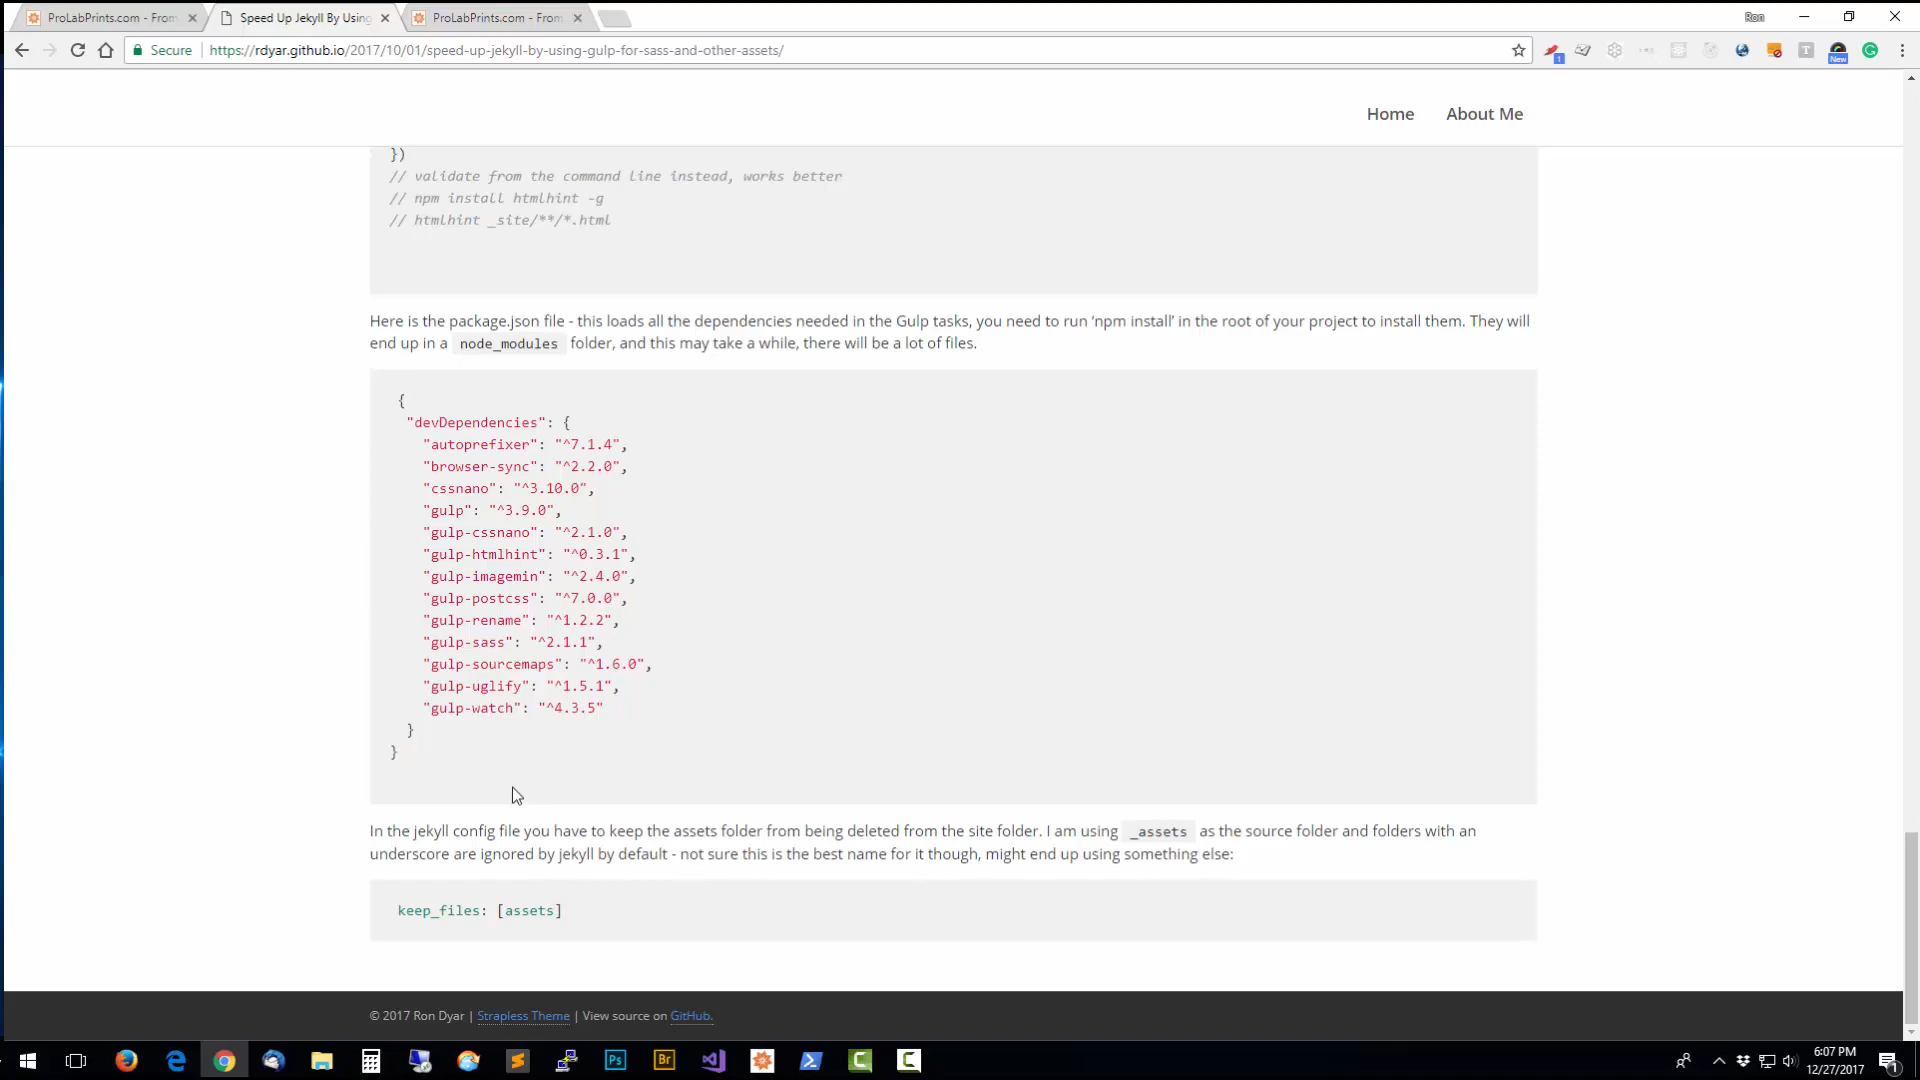 ProLabPrints.com - From
Speed Up Jekyll By Using
ProLabPrints.com - From
Ron
Secure
https://rdyar.github.io/2017/10/01/speed-up-jekyll-by-using-gulp-for-sass-and-other-assets/
1
New
Home
About Me
})
// validate from the command line instead, works better
// npm install htmlhint -g
// htmlhint _site/**/*.html
Here is the package.json file - this loads all the dependencies needed in the Gulp tasks, you need to run ‘npm install’ in the root of your project to install them. They will
end up in a node_modules folder, and this may take a while, there will be a lot of files.
{
"devDependencies": {
"autoprefixer": "^7.1.4",
"browser-sync": "^2.2.0",
"cssnano": "^3.10.0",
"gulp": "^3.9.0",
"gulp-cssnano": "^2.1.0",
"gulp-htmlhint": "^0.3.1",
"gulp-imagemin": "^2.4.0",
"gulp-postcss": "^7.0.0",
"gulp-rename": "^1.2.2",
"gulp-sass": "^2.1.1",
"gulp-sourcemaps": "^1.6.0",
"gulp-uglify": "^1.5.1",
"gulp-watch": "^4.3.5"
}
}
In the jekyll config file you have to keep the assets folder from being deleted from the site folder. I am using _assets as the source folder and folders with an
underscore are ignored by jekyll by default - not sure this is the best name for it though, might end up using something else:
keep_files: [assets]
© 2017 Ron Dyar | Strapless Theme | View source on GitHub.
Ps
Br
6:07 PM
12/27/2017
1